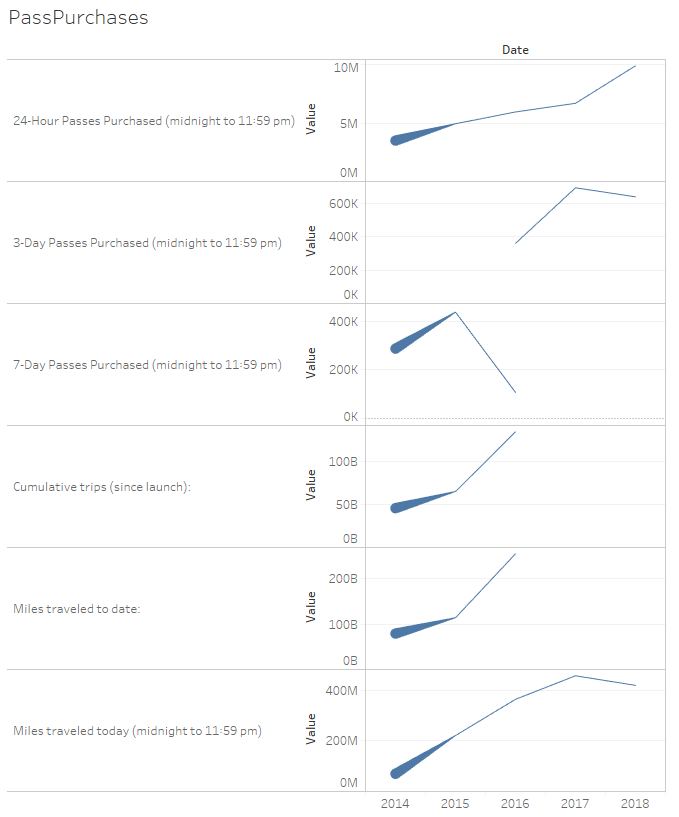 PassPurchases
Date
24-Hour Passes Purchased (midnight to 11:59 pm)
Value
10M
5M
0M
3-Day Passes Purchased (midnight to 11:59 pm)
Value
600K
400K
200K
0K
7-Day Passes Purchased (midnight to 11:59 pm)
Value
400K
200K
0K
Cumulative trips (since launch):
Value
100B
50B
0B
Miles traveled to date:
Value
200B
100B
0B
Miles traveled today (midnight to 11:59 pm)
Value
400M
200M
0M
2014 2015 2016 2017 2018